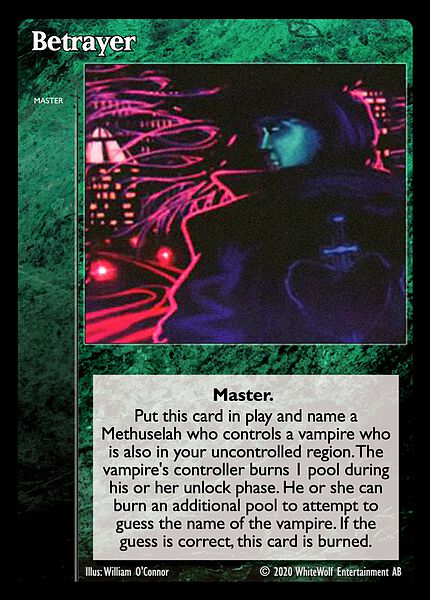 Betrayer
MASTER
Master.
Put this card in play and name a
Methuselah who controls a vampire who
is also in your uncontrolled region. The
vampire's controller burns 1 pool during
his or her unlock phase. He or she can
burn an additional pool to attempt to
guess the name of the vampire. If the
guess is correct, this card is burned.
Illus: William O'Connor
© 2020 WhiteWolf Entertainment AB